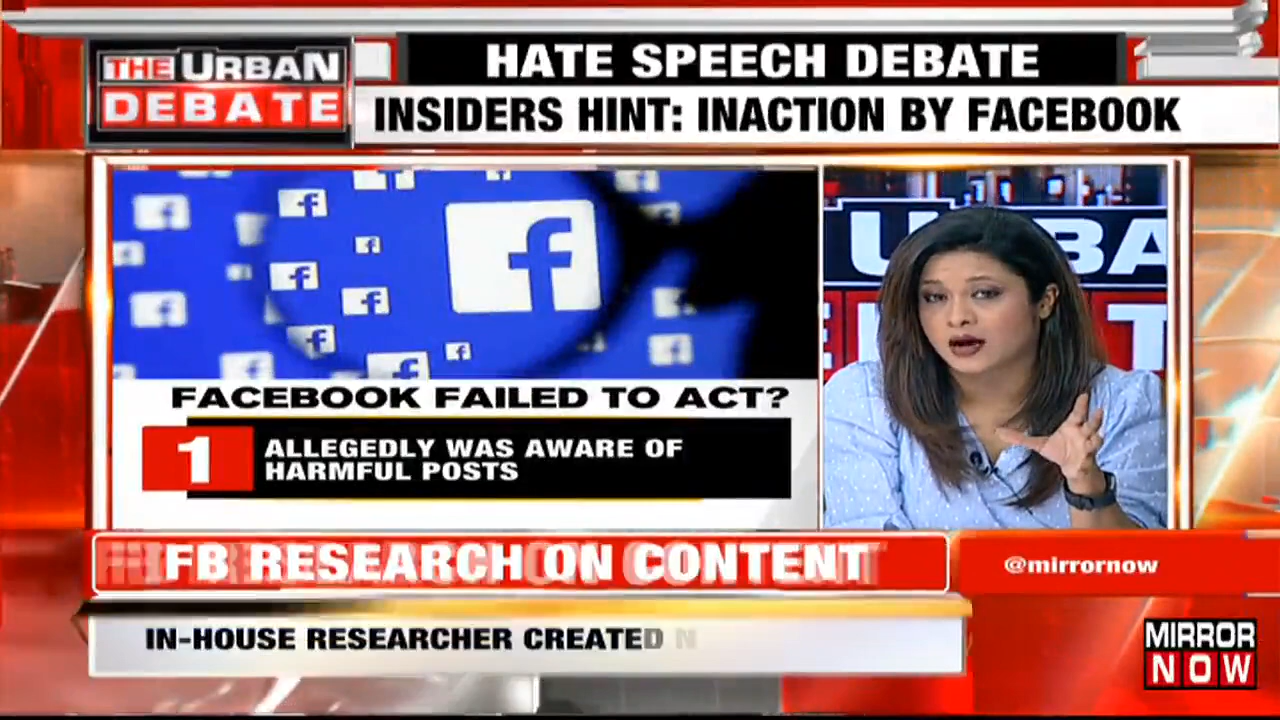 THE URBAN
DEBATE
HATE SPEECH DEBATE
INSIDERS HINT: INACTION BY FACEBOOK
U BA
FACEBOOK FAILED TO ACT?
1 ALLEGEDLY WAS AWARE OF
HARMFUL POSTS
FB RESEARCH ON CONTENT
@mirrornow
IN-HOUSE RESEARCHER CREATED N
MIRROR
NOW